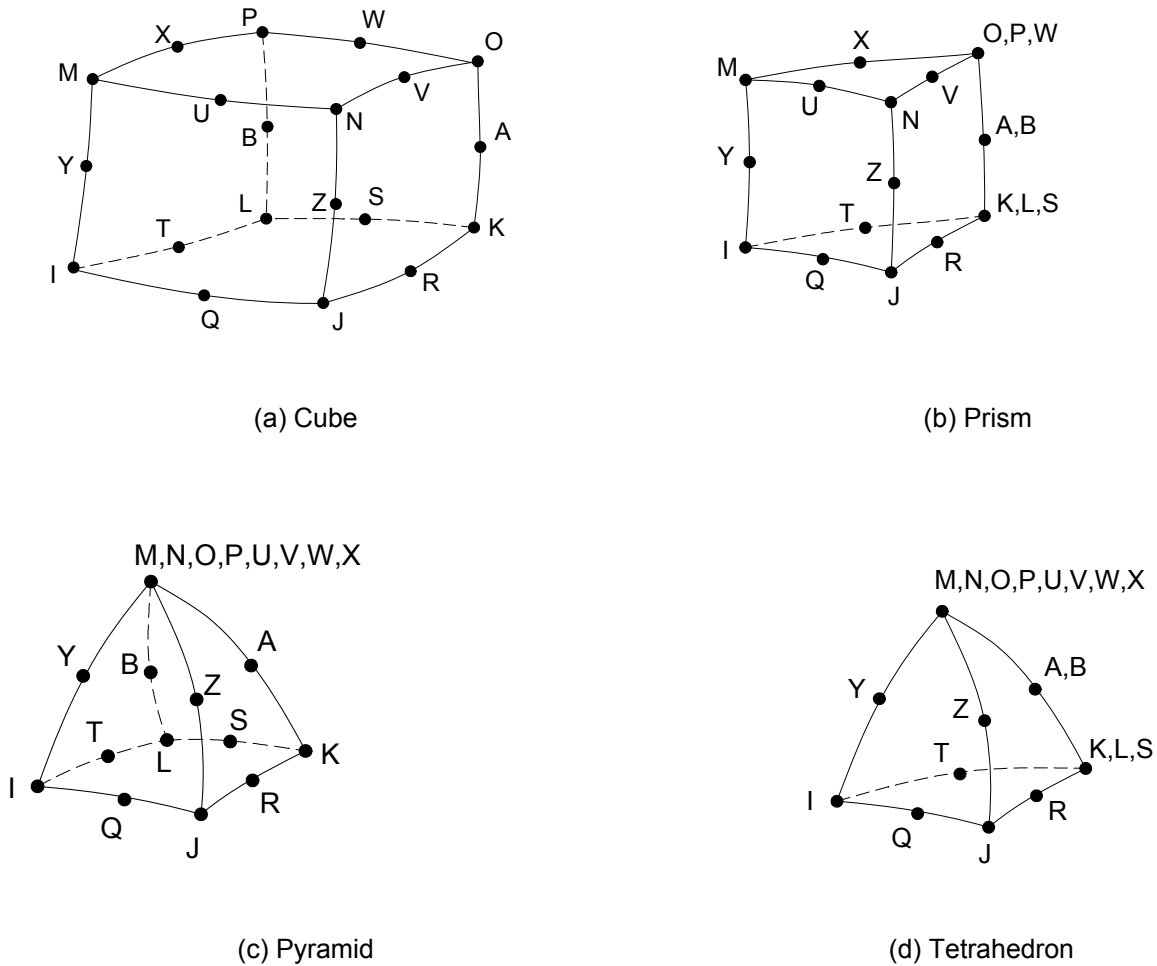 X
P
W
O
M
U
N
V
Y
B
A
L
Z
S
T
K
I
R
Q
J
(a) Cube
O,P,W
X
M
U
V
N
A,B
Y
Z
T
K,L,S
I
R
Q
J
(b) Prism
M,N,O,P,U,V,W,X
A
Y
B
Z
T
S
L
K
I
R
Q
J
(c) Pyramid
M,N,O,P,U,V,W,X
A,B
Y
Z
T
K,L,S
I
R
Q
J
(d) Tetrahedron